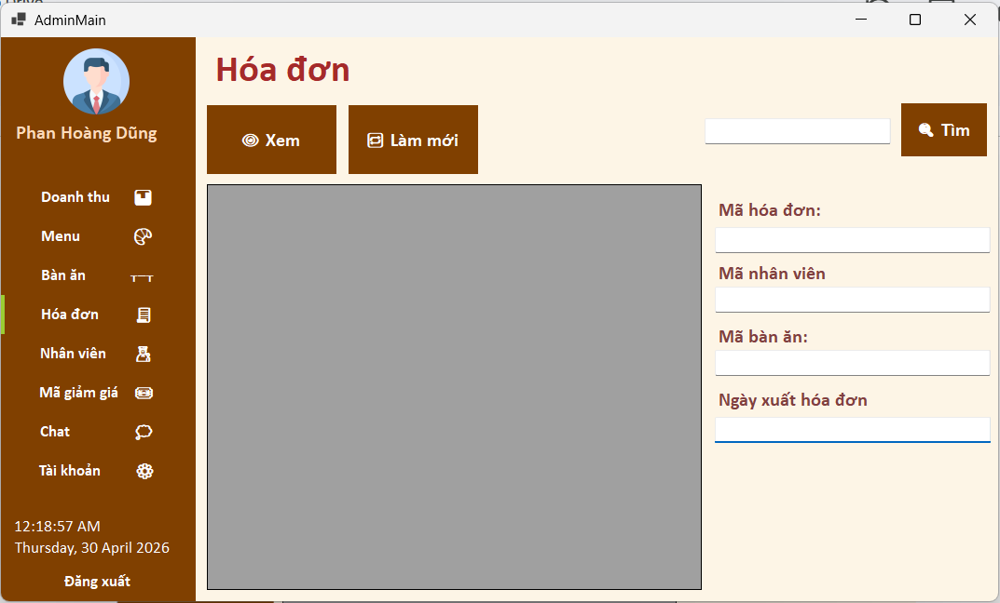 AdminMain
Phan Hoàng Dũng
Doanh thu
Menu
Bàn ăn
Hóa đơn
Nhân viên
Mã giảm giá
Chat
Tài khoản
12:18:57 AM
Thursday, 30 April 2026
Đăng xuất
Hóa đơn
Xem
Làm mới
Tìm
Mã hóa đơn:
Mã nhân viên
Mã bàn ăn:
Ngày xuất hóa đơn